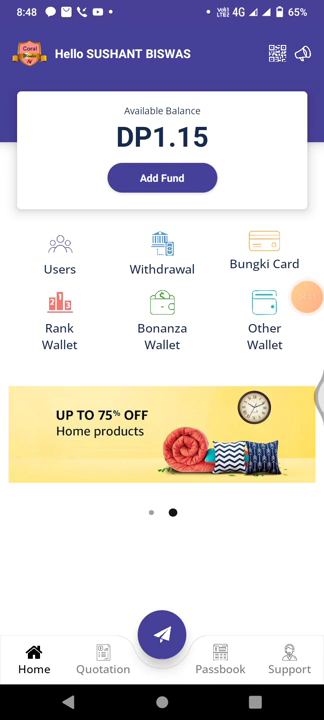 8:48
4G
65%
Coral
Hello SUSHANT BISWAS
Available Balance
DP1.15
Add Fund
Users
Withdrawal
Bungki Card
Rank
Wallet
Bonanza
Wallet
Other
Wallet
UP TO 75% OFF
Home products
Home
Quotation
Passbook
Support